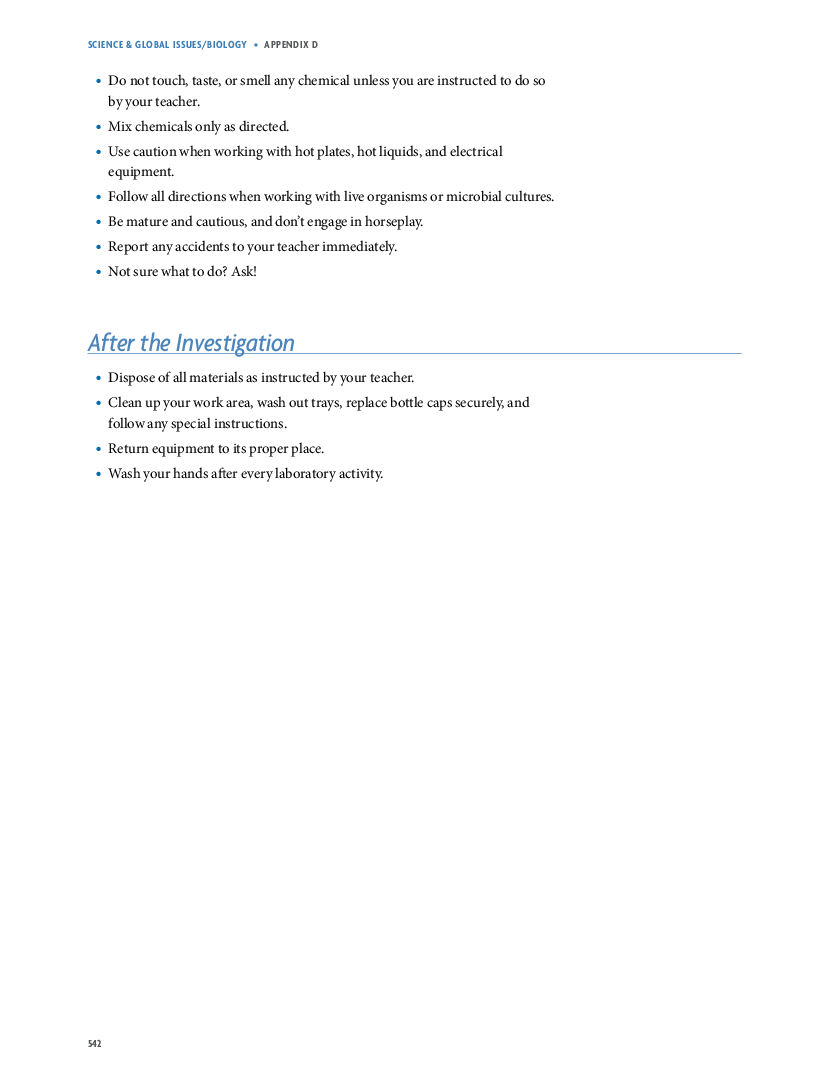 SCIENCE & GLOBAL ISSUES/BIOLOGY • APPENDIX D
• Do not touch, taste, or smell any chemical unless you are instructed to do so
by your teacher.
• Mix chemicals only as directed.
• Use caution when working with hot plates, hot liquids, and electrical
equipment.
• Follow all directions when working with live organisms or microbial cultures.
• Be mature and cautious, and don’t engage in horseplay.
• Report any accidents to your teacher immediately.
• Not sure what to do? Ask!
After the Investigation
• Dispose of all materials as instructed by your teacher.
• Clean up your work area, wash out trays, replace bottle caps securely, and
follow any special instructions.
• Return equipment to its proper place.
• Wash your hands after every laboratory activity.
542